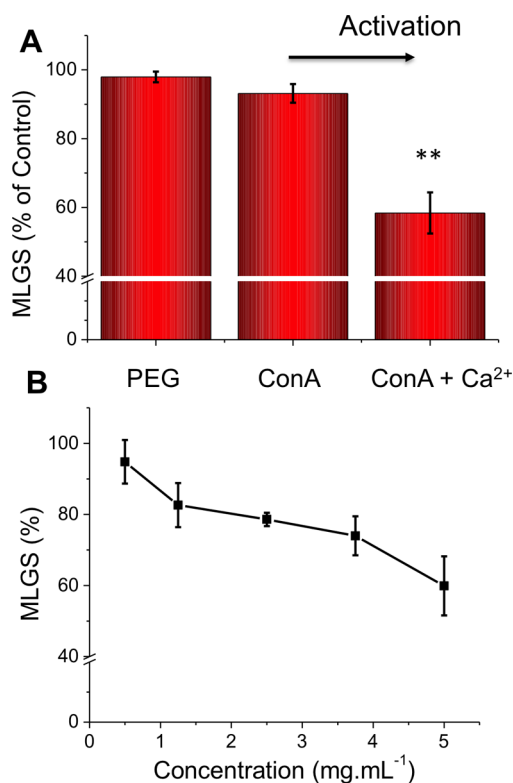 A
Activation
MLGS (% of Control)
100
80
60
40
0
**
PEG ConA ConA + Ca²⁺
B
MLGS (%)
100
80
60
40
0
0 1 2 3 4 5
Concentration (mg.mL⁻¹)